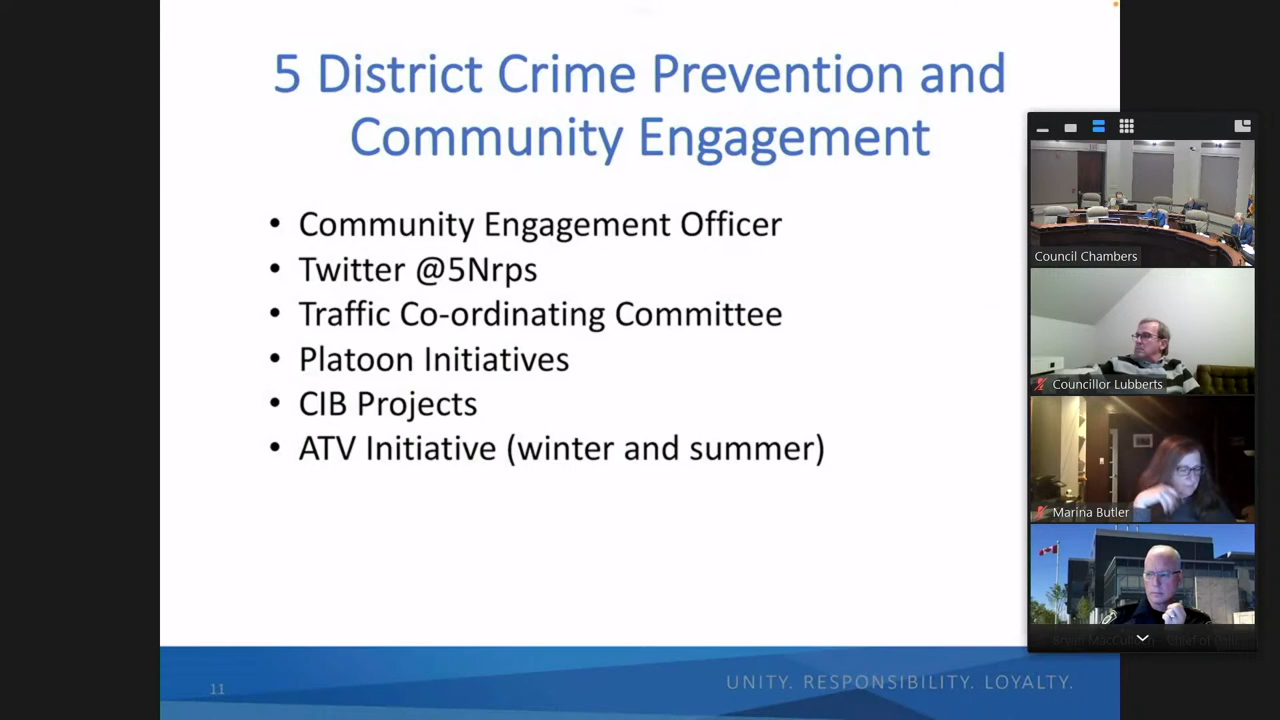 5 District Crime Prevention and
Community Engagement
• Community Engagement Officer
• Twitter @5Nrps
• Traffic Co-ordinating Committee
• Platoon Initiatives
• CIB Projects
• ATV Initiative (winter and summer)
11
UNITY. RESPONSIBILITY. LOYALTY.
Council Chambers
Councillor Lubberts
Marina Butler